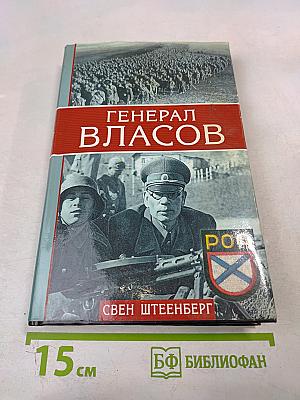 ГЕНЕРАЛ
ВЛАСОВ
РОА
СВЕН ШТЕЕНБЕРГ
15 см
БФ БИБЛИОФАН